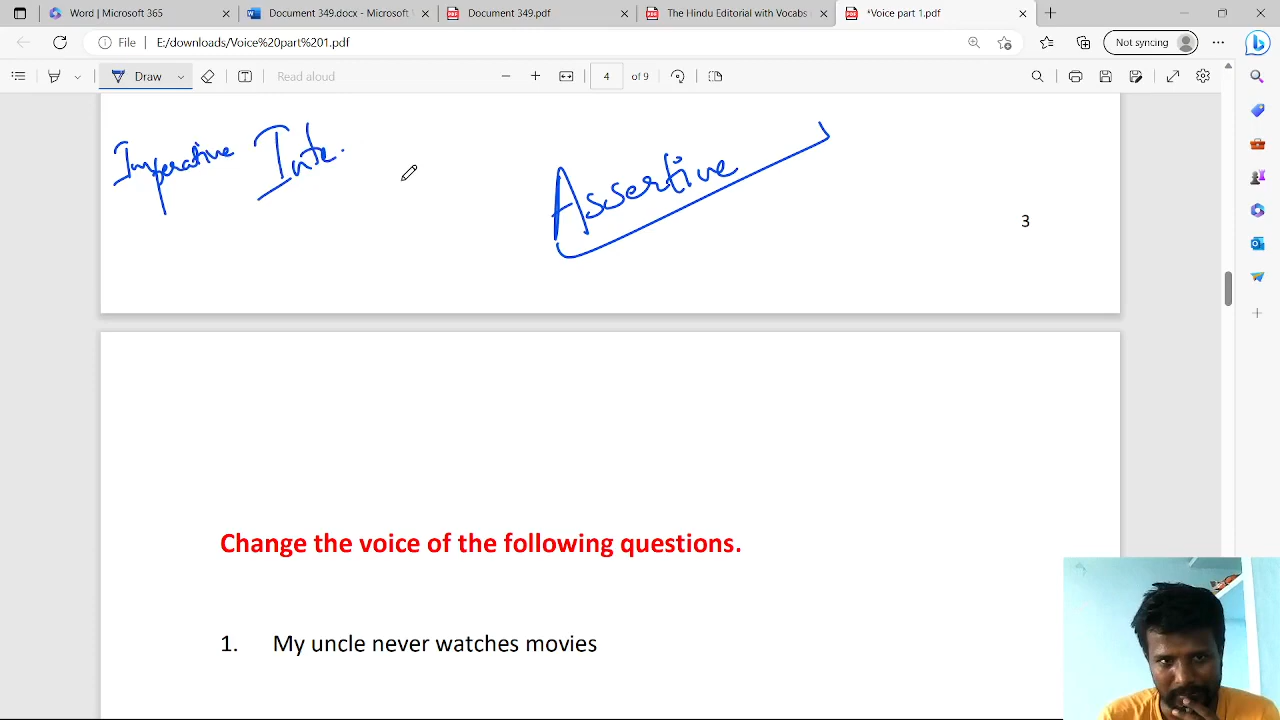 Word | Microsoft 365
Document 349.docx - Microsoft
Document 349.pdf
The Hindu Editorial with Vocabs
*Voice part 1.pdf
File
E:/downloads/Voice%20part%201.pdf
Not syncing
Draw
Read aloud
4
of 9
Imperative Inte.
Assertive
3
Change the voice of the following questions.
1. My uncle never watches movies